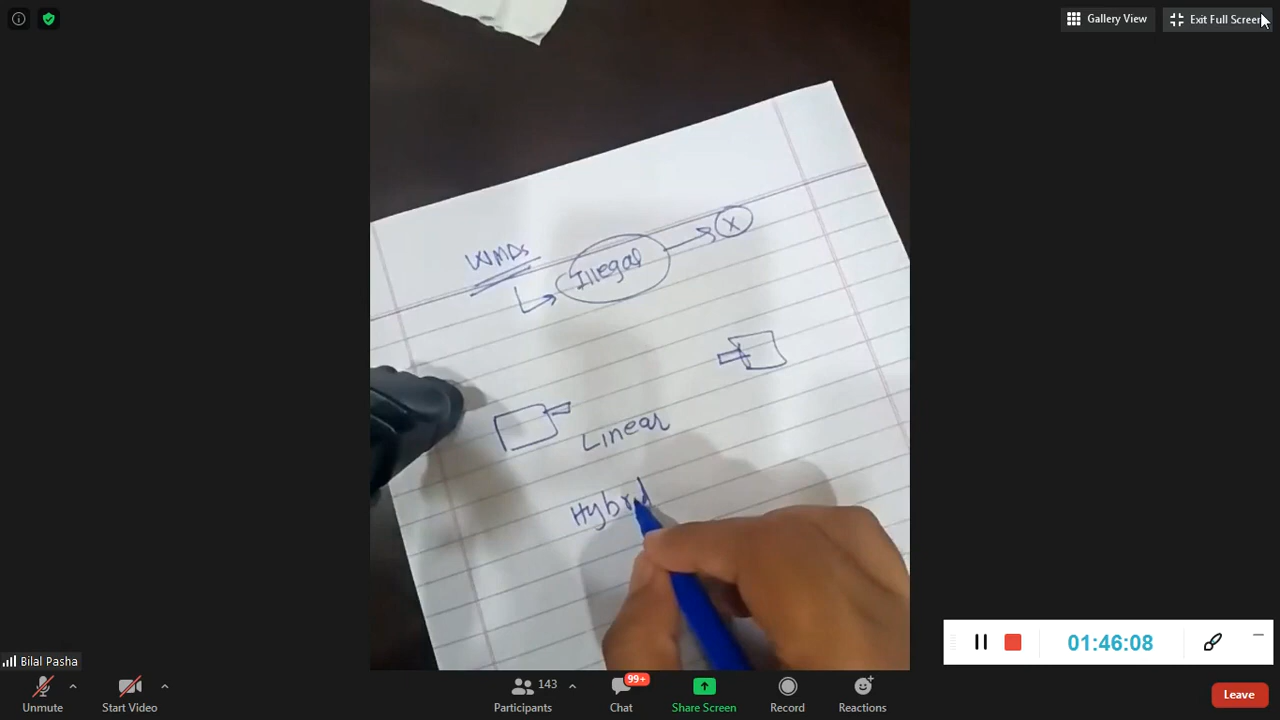 Gallery View
Exit Full Screen
WMDs
Illegal
X
Linear
Hybrid
01:46:08
Bilal Pasha
Unmute
Start Video
143
Participants
99+
Chat
Share Screen
Record
Reactions
Leave